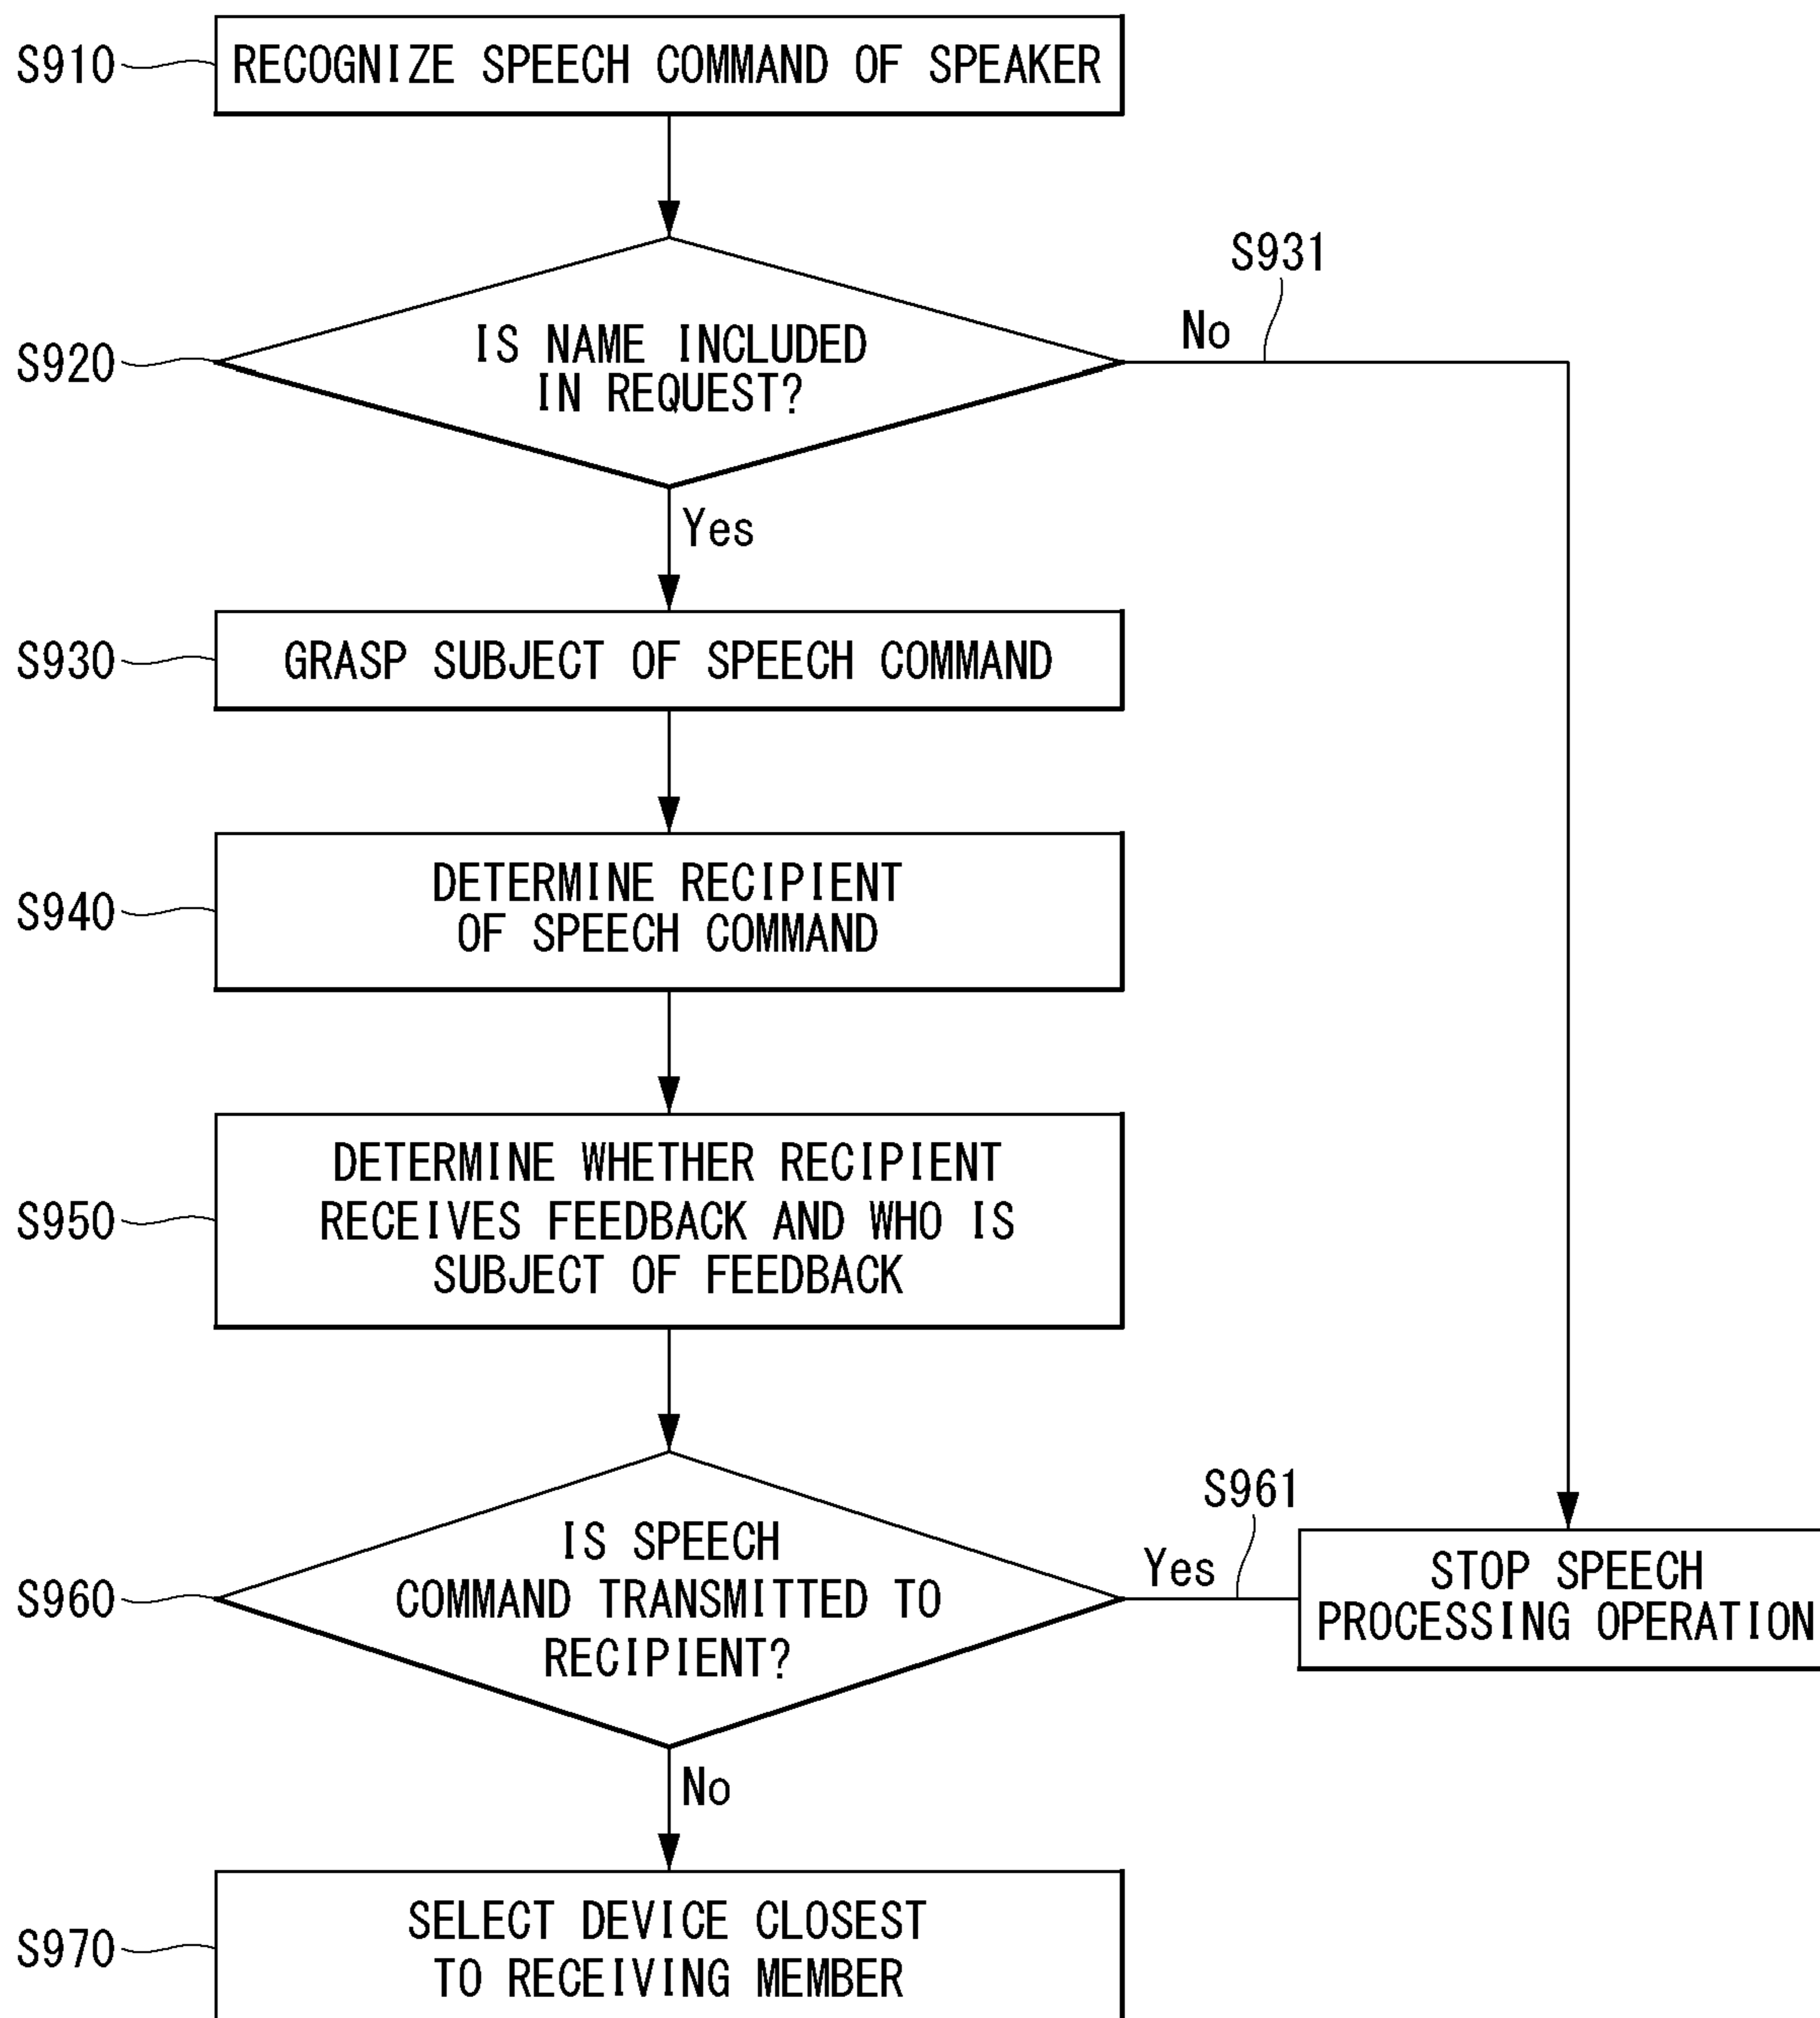 S910
RECOGNIZE SPEECH COMMAND OF SPEAKER
S920
IS NAME INCLUDED
IN REQUEST?
No
S931
Yes
S930
GRASP SUBJECT OF SPEECH COMMAND
S940
DETERMINE RECIPIENT
OF SPEECH COMMAND
S950
DETERMINE WHETHER RECIPIENT
RECEIVES FEEDBACK AND WHO IS
SUBJECT OF FEEDBACK
S960
IS SPEECH
COMMAND TRANSMITTED TO
RECIPIENT?
Yes
S961
STOP SPEECH
PROCESSING OPERATION
No
S970
SELECT DEVICE CLOSEST
TO RECEIVING MEMBER